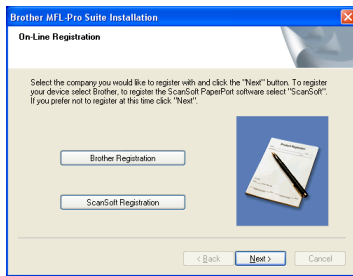 Brother MFL-Pro Suite Installation
On-Line Registration
Select the company you would like to register with and click the "Next" button. To register
your device select Brother, to register the ScanSoft PaperPort software select "ScanSoft".
If you prefer not to register at this time click "Next".
Product Registration
Brother Registration
ScanSoft Registration
< Back
Next >
Cancel